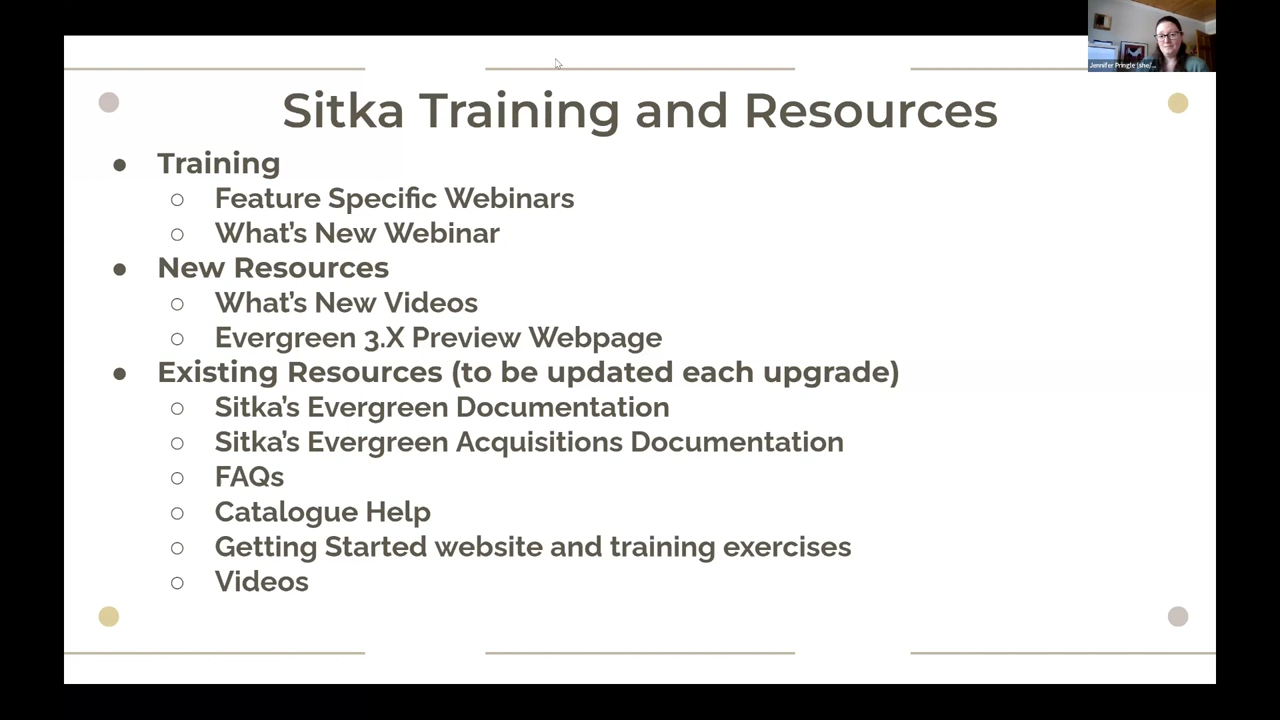 Jennifer Pringle (she/...
Sitka Training and Resources
● Training
○ Feature Specific Webinars
○ What's New Webinar
● New Resources
○ What's New Videos
○ Evergreen 3.X Preview Webpage
● Existing Resources (to be updated each upgrade)
○ Sitka's Evergreen Documentation
○ Sitka's Evergreen Acquisitions Documentation
○ FAQs
○ Catalogue Help
○ Getting Started website and training exercises
○ Videos